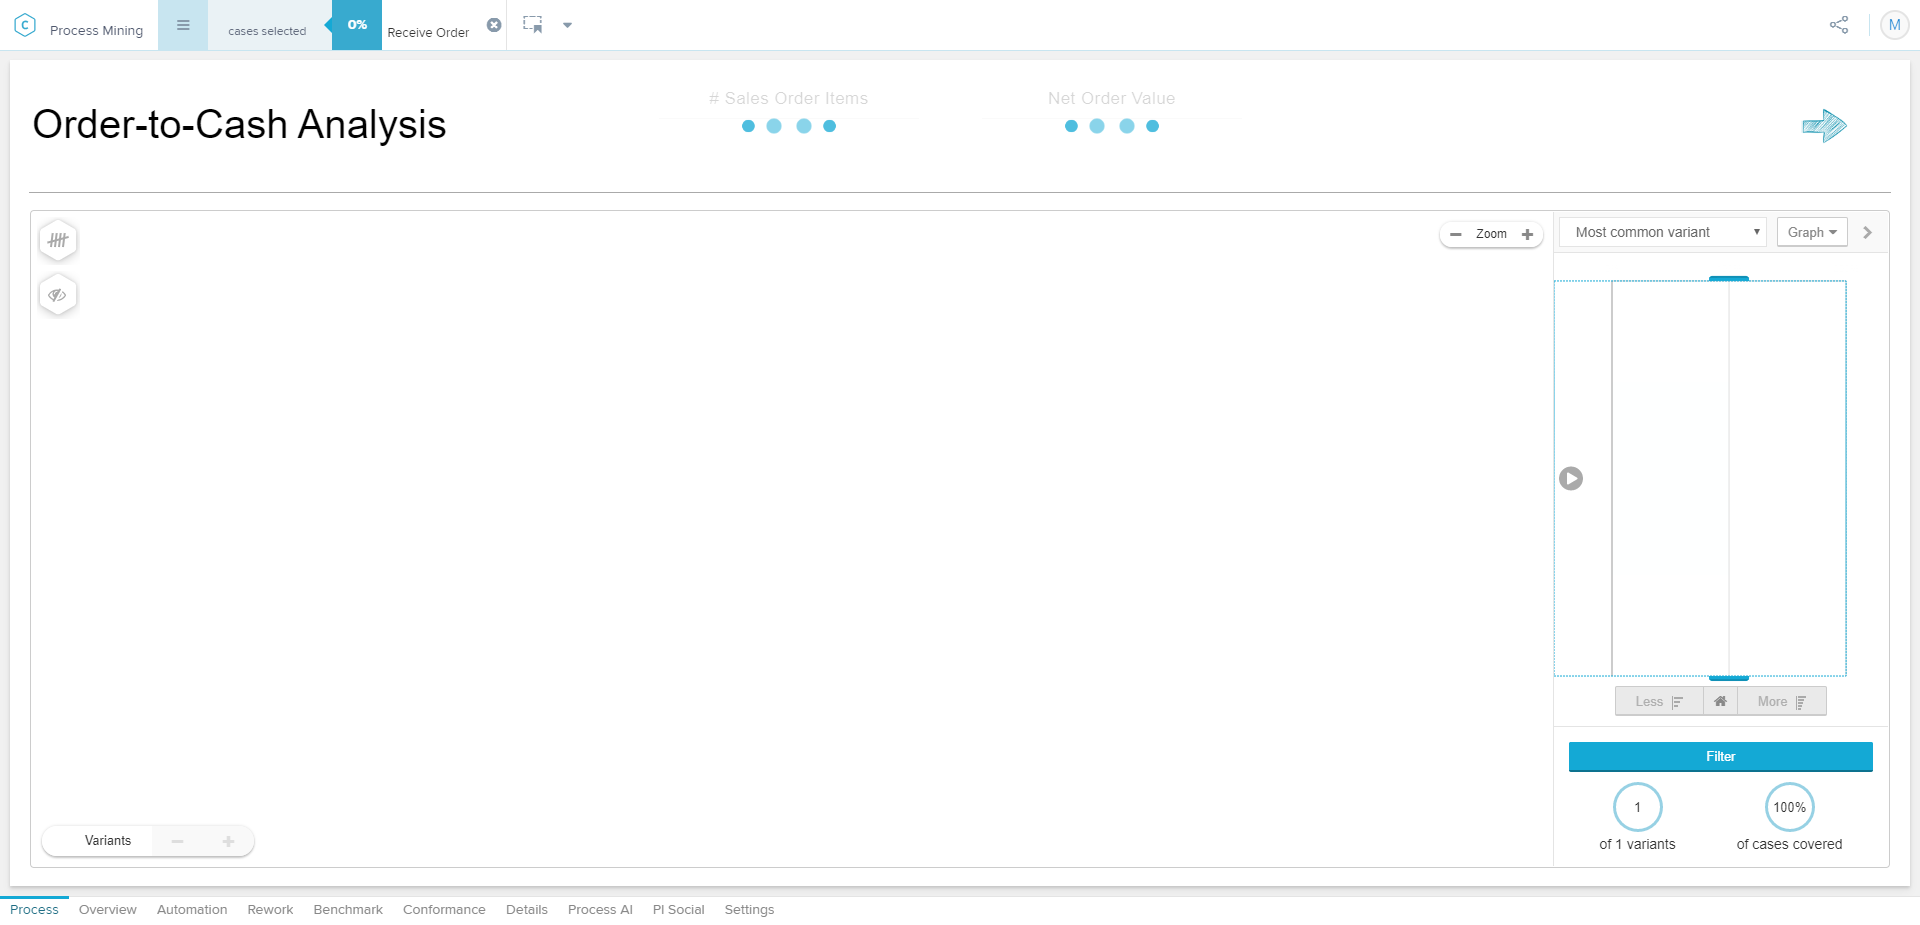 C Process Mining cases selected 0% Receive Order M
# Sales Order Items Net Order Value
Order-to-Cash Analysis
Zoom Most common variant Graph
Less More
Filter
1 100%
Variants of 1 variants of cases covered
Process Overview Automation Rework Benchmark Conformance Details Process AI PI Social Settings